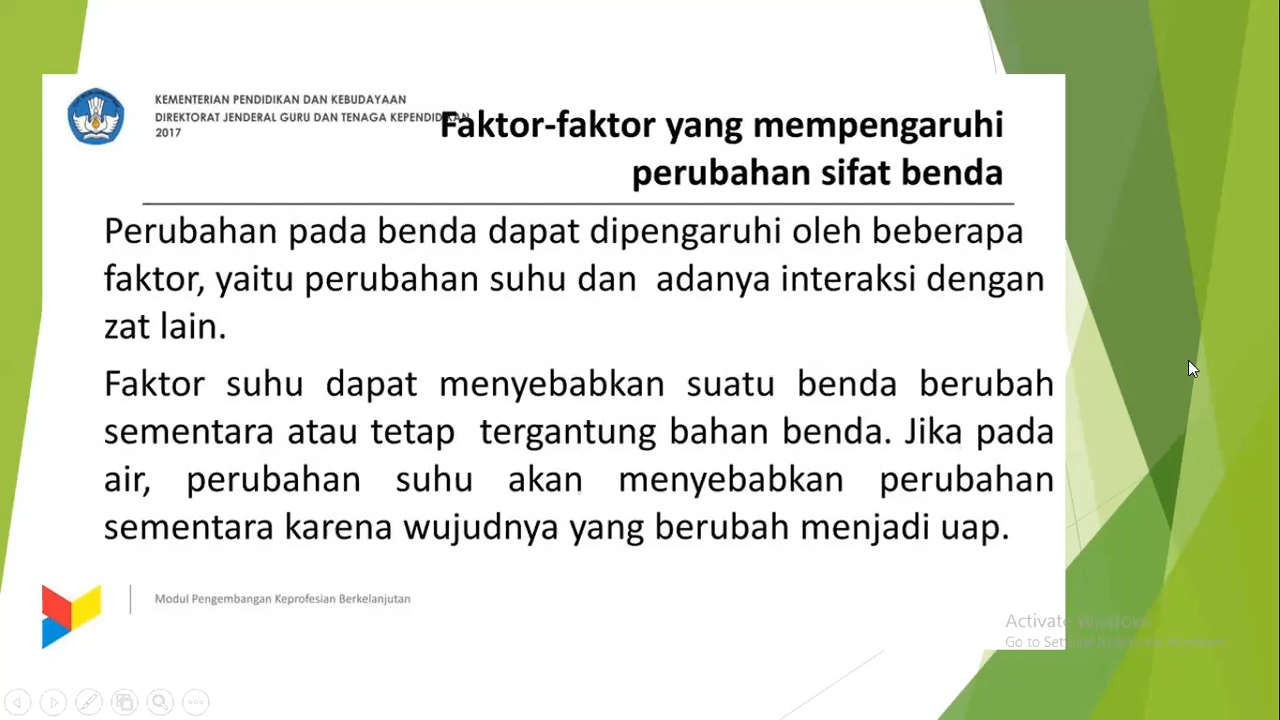 KEMENTERIAN PENDIDIKAN DAN KEBUDAYAAN
DIREKTORAT JENDERAL GURU DAN TENAGA KEPENDIDIKAN
2017
Faktor-faktor yang mempengaruhi
perubahan sifat benda
Perubahan pada benda dapat dipengaruhi oleh beberapa
faktor, yaitu perubahan suhu dan adanya interaksi dengan
zat lain.
Faktor suhu dapat menyebabkan suatu benda berubah
sementara atau tetap tergantung bahan benda. Jika pada
air, perubahan suhu akan menyebabkan perubahan
sementara karena wujudnya yang berubah menjadi uap.
Modul Pengembangan Keprofesian Berkelanjutan
Activate Windows
Go to